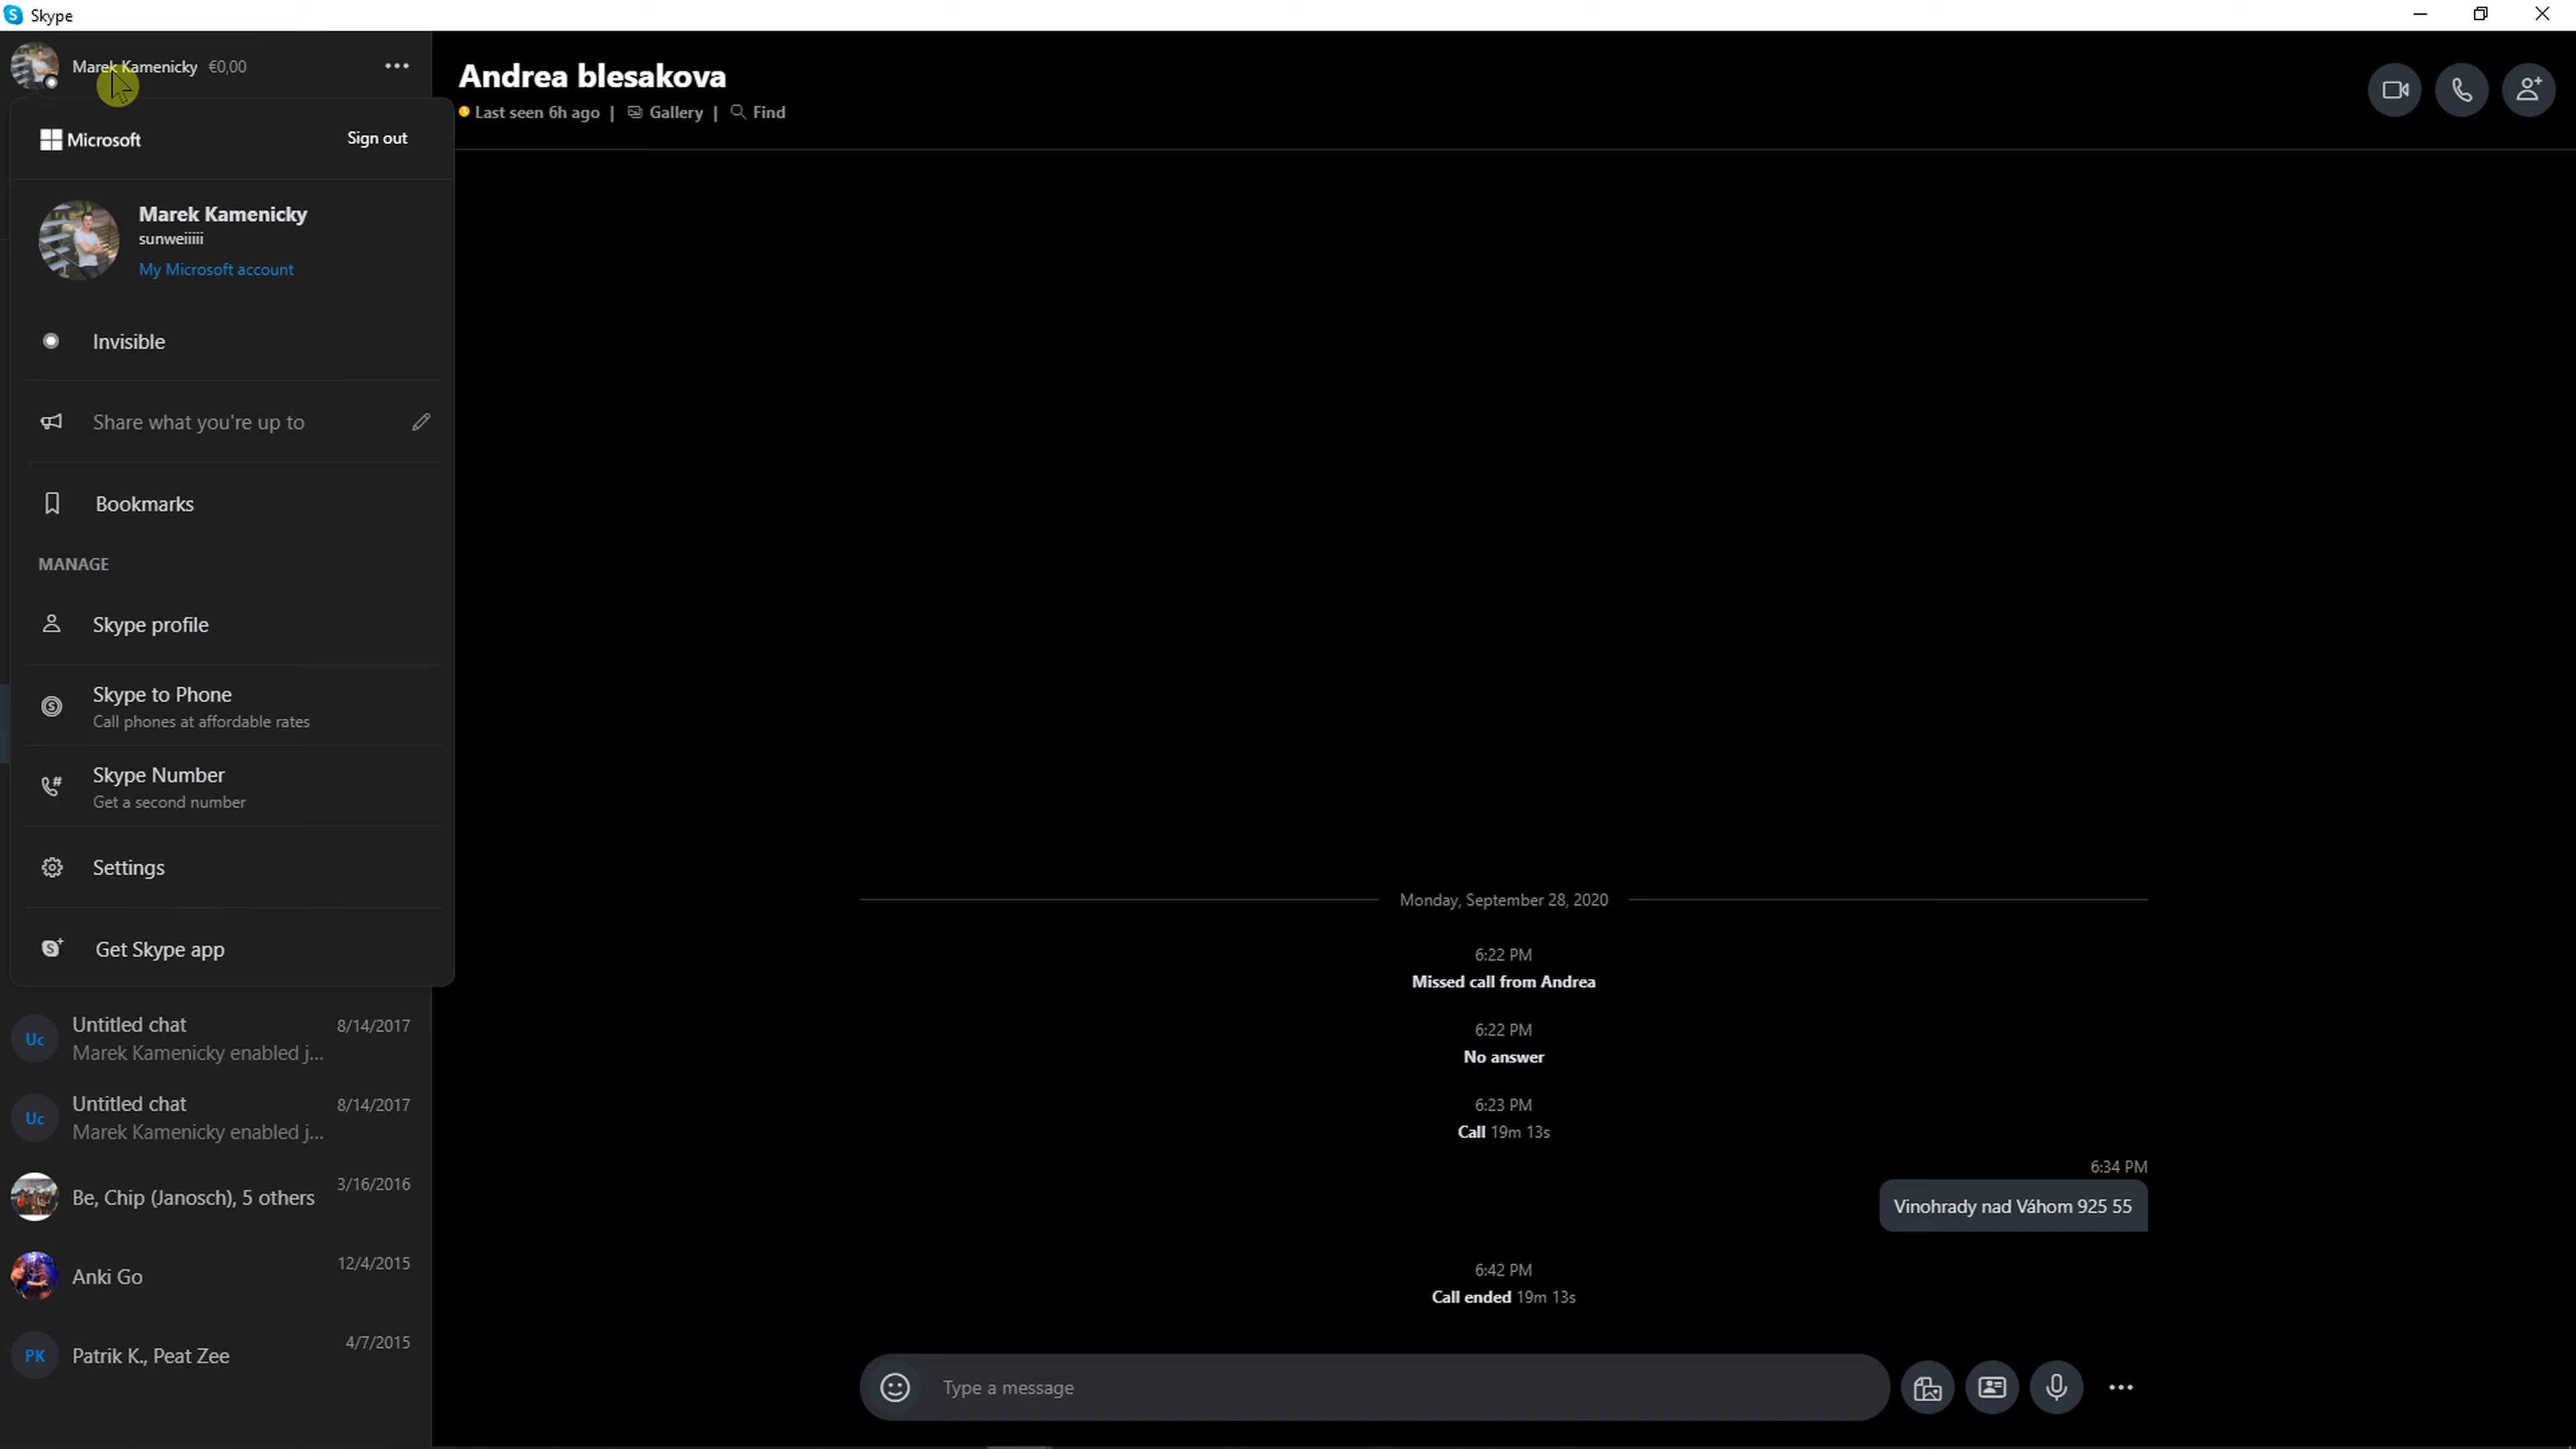 Skype
Marek Kamenicky €0,00
Microsoft
Sign out
Marek Kamenicky
sunweiiiii
My Microsoft account
Invisible
Share what you're up to
Bookmarks
MANAGE
Skype profile
Skype to Phone
Call phones at affordable rates
Skype Number
Get a second number
Settings
Get Skype app
Uc
Untitled chat 8/14/2017
Marek Kamenicky enabled j...
Uc
Untitled chat 8/14/2017
Marek Kamenicky enabled j...
Be, Chip (Janosch), 5 others 3/16/2016
Anki Go 12/4/2015
PK
Patrik K., Peat Zee 4/7/2015
Andrea blesakova
Last seen 6h ago | Gallery | Find
Monday, September 28, 2020
6:22 PM
Missed call from Andrea
6:22 PM
No answer
6:23 PM
Call 19m 13s
6:34 PM
Vinohrady nad Váhom 925 55
6:42 PM
Call ended 19m 13s
Type a message